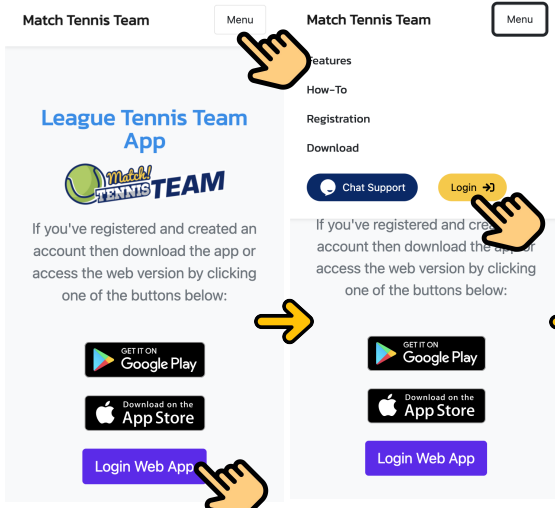 Match Tennis Team
Menu
League Tennis Team
App
Match!
TENNIS TEAM
If you've registered and created an
account then download the app or
access the web version by clicking
one of the buttons below:
GET IT ON
Google Play
Download on the
App Store
Login Web App
Match Tennis Team
Menu
Features
How-To
Registration
Download
Chat Support
Login
If you've registered and
account then download the app or
access the web version by clicking
one of the buttons below:
GET IT ON
Google Play
Download on the
App Store
Login Web App